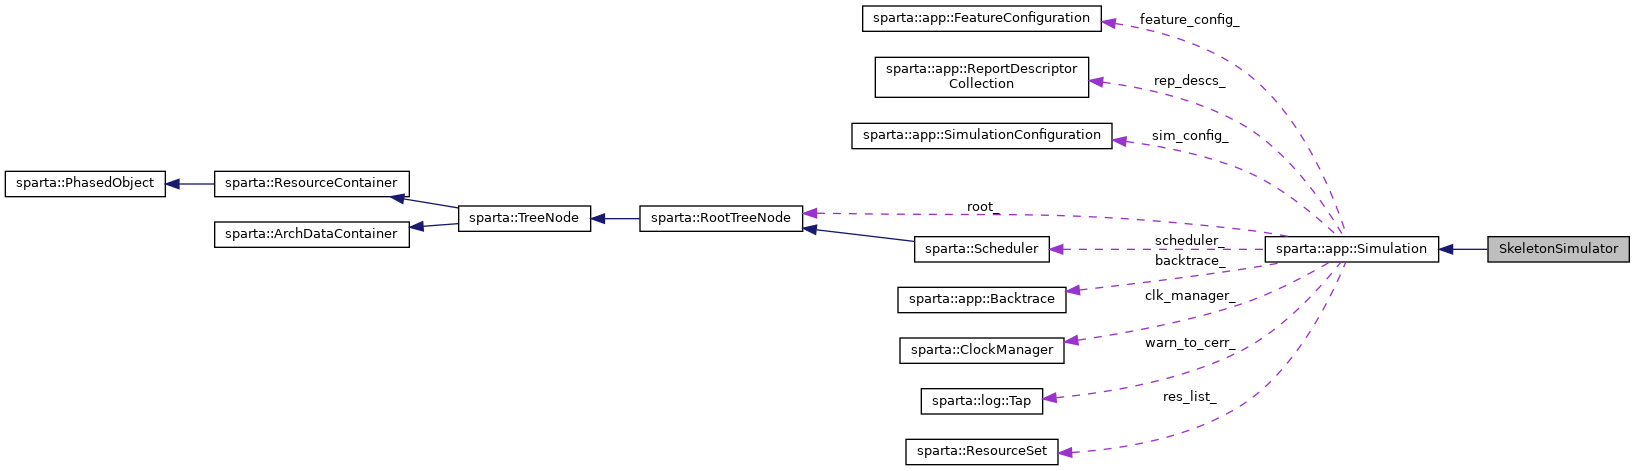 sparta::app::FeatureConfiguration
feature_config_
sparta::app::ReportDescriptor
Collection
rep_descs_
sparta::app::SimulationConfiguration
sim_config_
sparta::PhasedObject
sparta::ResourceContainer
sparta::ArchDataContainer
sparta::TreeNode
sparta::RootTreeNode
root_
sparta::Scheduler
scheduler_
sparta::app::Simulation
SkeletonSimulator
backtrace_
sparta::app::Backtrace
clk_manager_
sparta::ClockManager
warn_to_cerr_
sparta::log::Tap
res_list_
sparta::ResourceSet